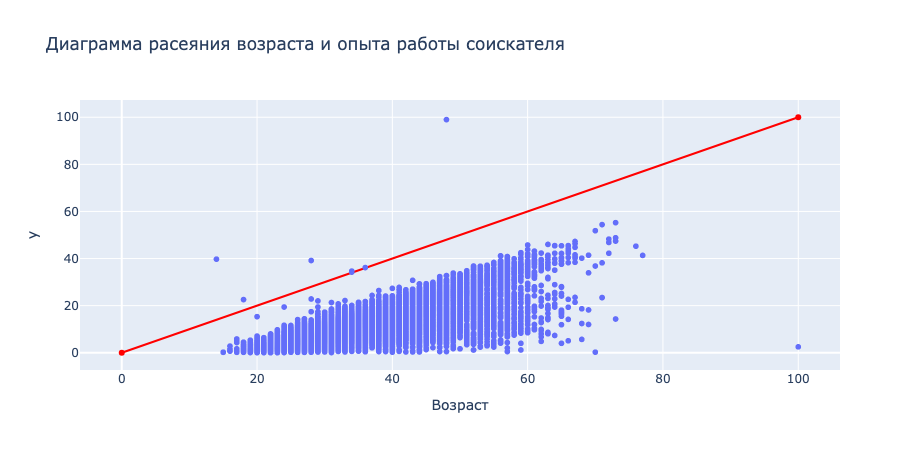 Диаграмма расеяния возраста и опыта работы соискателя
100
80
60
40
20
0
y
0 20 40 60 80 100
Возраст